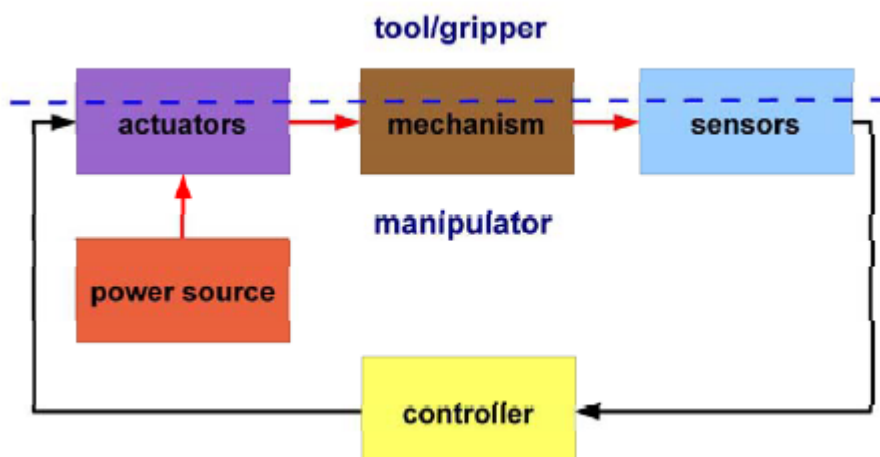 tool/gripper
actuators
mechanism
sensors
manipulator
power source
controller